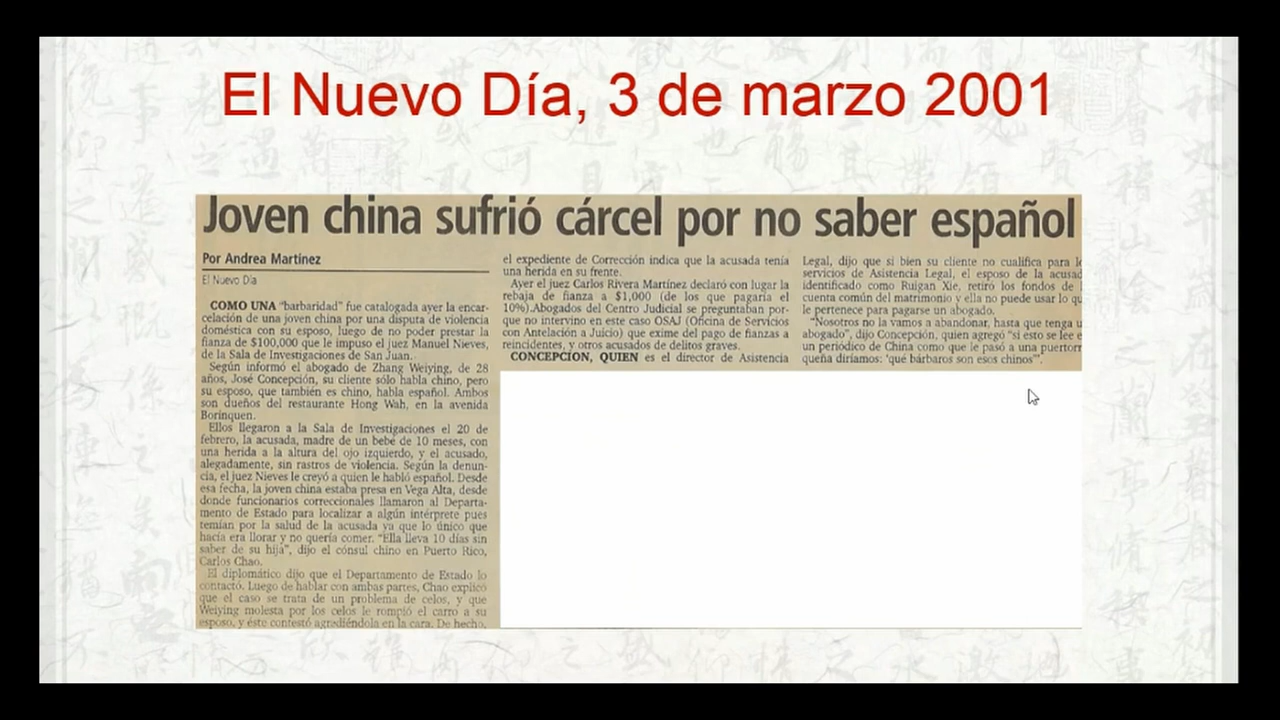 El Nuevo Día, 3 de marzo 2001
Joven china sufrió cárcel por no saber español
Por Andrea Martínez
El Nuevo Día
COMO UNA “barbaridad” fue catalogada ayer la encar-
celación de una joven china por una disputa de violencia
doméstica con su esposo, luego de no poder prestar la
fianza de $100,000 que le impuso el juez Manuel Nieves,
de la Sala de Investigaciones de San Juan.
Según informó el abogado de Zhang Weiying, de 28
años, José Concepción, su cliente sólo habla chino, pero
su esposo, que también es chino, habla español. Ambos
son dueños del restaurante Hong Wah, en la avenida
Borinquen.
Ellos llegaron a la Sala de Investigaciones el 20 de
febrero, la acusada, madre de un bebé de 10 meses, con
una herida a la altura del ojo izquierdo, y el acusado,
alegadamente, sin rastros de violencia. Según la denun-
cia, el juez Nieves le creyó a quien le habló español. Desde
esa fecha, la joven china estaba presa en Vega Alta, desde
donde funcionarios correccionales llamaron al Departa-
mento de Estado para localizar a algún intérprete pues
temían por la salud de la acusada ya que lo único que
hacía era llorar y no quería comer. “Ella lleva 10 días sin
saber de su hija”, dijo el cónsul chino en Puerto Rico,
Carlos Chao.
El diplomático dijo que el Departamento de Estado lo
contactó. Luego de hablar con ambas partes, Chao explicó
que el caso se trata de un problema de celos, y que
Weiying molesta por los celos le rompió el carro a su
esposo, y éste contestó agrediéndola en la cara. De hecho,
el expediente de Corrección indica que la acusada tenía
una herida en su frente.
Ayer el juez Carlos Rivera Martínez declaró con lugar la
rebaja de fianza a $1,000 (de los que pagaría el
10%).Abogados del Centro Judicial se preguntaban por-
que no intervino en este caso OSAJ (Oficina de Servicios
con Antelación a Juicio) que exime del pago de fianzas a
reincidentes, y otros acusados de delitos graves.
CONCEPCION, QUIEN es el director de Asistencia
Legal, dijo que si bien su cliente no cualifica para
servicios de Asistencia Legal, el esposo de la
identificado como Ruigan Xie, retiró los fondos de
cuenta común del matrimonio y ella no puede usar lo
le pertenece para pagarse un abogado.
“Nosotros no la vamos a abandonar, hasta que tenga
abogado”, dijo Concepción, quien agregó “si esto se lee
un periódico de China como que le pasó a una
queña diríamos: ‘qué bárbaros son esos chinos’”.